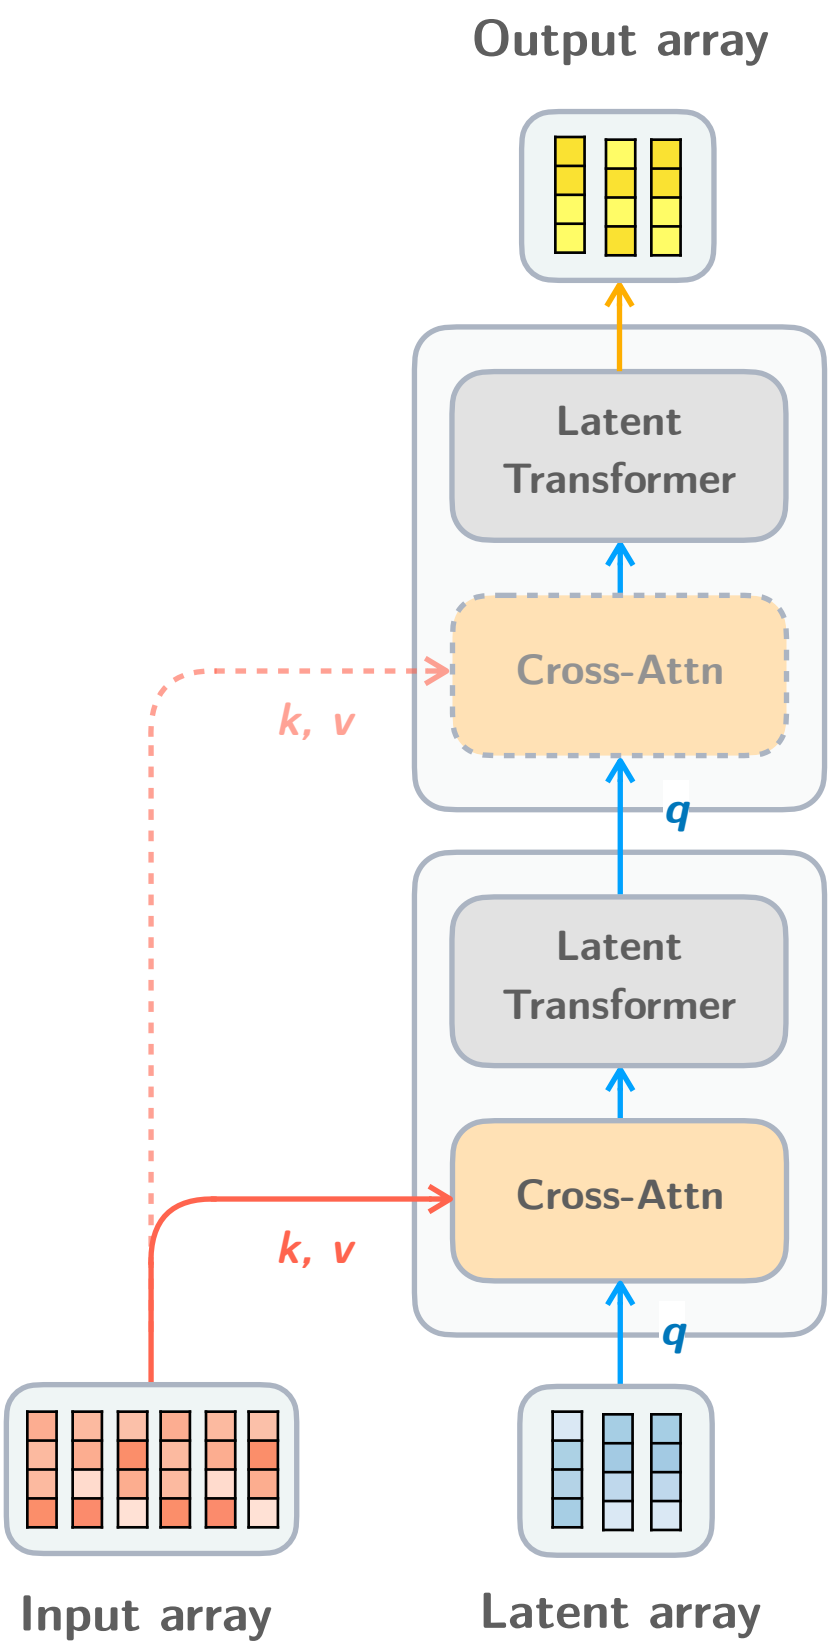 Output array
Latent
Transformer
Cross-Attn
k, v
q
Latent
Transformer
Cross-Attn
k, v
q
Input array
Latent array